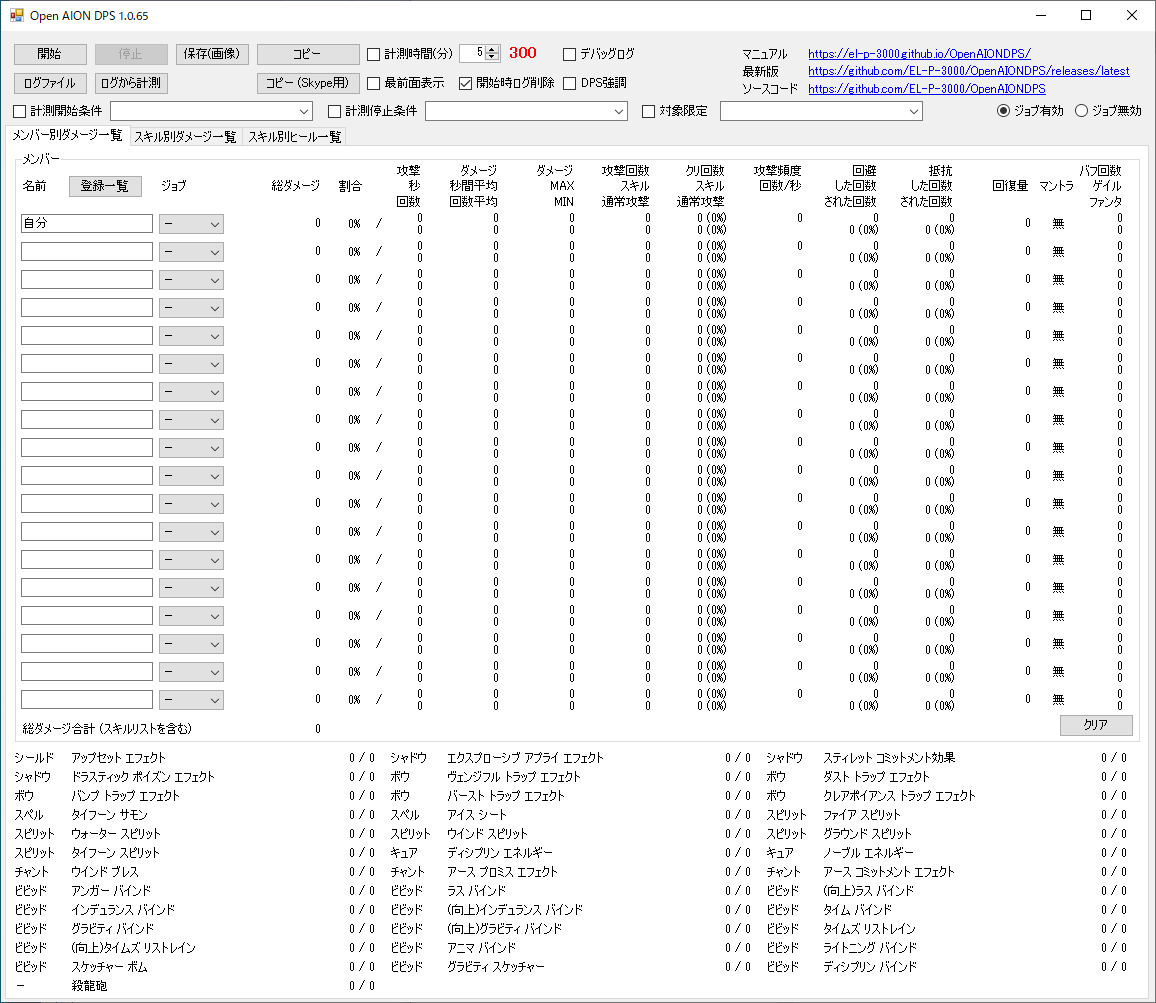 Open AION DPS 1.0.65
開始 停止 保存(画像) コピー 計測時間(分) 5 300 デバッグログ マニュアル https://el-p-3000.github.io/OpenAIONDPS/
最新版 https://github.com/EL-P-3000/OpenAIONDPS/releases/latest
ログファイル ログから計測 コピー (Skype用) 最前面表示 開始時ログ削除 DPS強調 ソースコード https://github.com/EL-P-3000/OpenAIONDPS
計測開始条件 計測停止条件 対象限定 ジョブ有効 ジョブ無効
メンバー別ダメージ一覧 スキル別ダメージ一覧 スキル別ヒール一覧
メンバー
攻撃 ダメージ ダメージ 攻撃回数 クリ回数 攻撃頻度 回避 抵抗 バフ回数
名前 登録一覧 ジョブ 総ダメージ 割合 秒 秒間平均 MAX スキル スキル 回数/秒 した回数 した回数 回復量 マントラ ゲイル
回数 回数平均 MIN 通常攻撃 通常攻撃 された回数 された回数 ファンタ
0 0 0 0 0 (0%) 0 0 0 0
自分 – 0 0% / 0 無
0 0 0 0 0 (0%) 0 (0%) 0 (0%) 0
0 0 0 0 0 (0%) 0 0 0 0
– 0 0% / 0 無
0 0 0 0 0 (0%) 0 (0%) 0 (0%) 0
0 0 0 0 0 (0%) 0 0 0 0
– 0 0% / 0 無
0 0 0 0 0 (0%) 0 (0%) 0 (0%) 0
0 0 0 0 0 (0%) 0 0 0 0
– 0 0% / 0 無
0 0 0 0 0 (0%) 0 (0%) 0 (0%) 0
0 0 0 0 0 (0%) 0 0 0 0
– 0 0% / 0 無
0 0 0 0 0 (0%) 0 (0%) 0 (0%) 0
0 0 0 0 0 (0%) 0 0 0 0
– 0 0% / 0 無
0 0 0 0 0 (0%) 0 (0%) 0 (0%) 0
0 0 0 0 0 (0%) 0 0 0 0
– 0 0% / 0 無
0 0 0 0 0 (0%) 0 (0%) 0 (0%) 0
0 0 0 0 0 (0%) 0 0 0 0
– 0 0% / 0 無
0 0 0 0 0 (0%) 0 (0%) 0 (0%) 0
0 0 0 0 0 (0%) 0 0 0 0
– 0 0% / 0 無
0 0 0 0 0 (0%) 0 (0%) 0 (0%) 0
0 0 0 0 0 (0%) 0 0 0 0
– 0 0% / 0 無
0 0 0 0 0 (0%) 0 (0%) 0 (0%) 0
0 0 0 0 0 (0%) 0 0 0 0
– 0 0% / 0 無
0 0 0 0 0 (0%) 0 (0%) 0 (0%) 0
0 0 0 0 0 (0%) 0 0 0 0
– 0 0% / 0 無
0 0 0 0 0 (0%) 0 (0%) 0 (0%) 0
0 0 0 0 0 (0%) 0 0 0 0
– 0 0% / 0 無
0 0 0 0 0 (0%) 0 (0%) 0 (0%) 0
0 0 0 0 0 (0%) 0 0 0 0
– 0 0% / 0 無
0 0 0 0 0 (0%) 0 (0%) 0 (0%) 0
0 0 0 0 0 (0%) 0 0 0 0
– 0 0% / 0 無
0 0 0 0 0 (0%) 0 (0%) 0 (0%) 0
0 0 0 0 0 (0%) 0 0 0 0
– 0 0% / 0 無
0 0 0 0 0 (0%) 0 (0%) 0 (0%) 0
0 0 0 0 0 (0%) 0 0 0 0
– 0 0% / 0 無
0 0 0 0 0 (0%) 0 (0%) 0 (0%) 0
0 0 0 0 0 (0%) 0 0 0 0
– 0 0% / 0 無
0 0 0 0 0 (0%) 0 (0%) 0 (0%) 0
総ダメージ合計 (スキルリストを含む) 0 クリア
シールド アップセット エフェクト 0 / 0 シャドウ エクスプローシブ アプライ エフェクト 0 / 0 シャドウ スティレット コミットメント効果 0 / 0
シャドウ ドラスティック ポイズン エフェクト 0 / 0 ボウ ヴェンジフル トラップ エフェクト 0 / 0 ボウ ダスト トラップ エフェクト 0 / 0
ボウ バンプ トラップ エフェクト 0 / 0 ボウ バースト トラップ エフェクト 0 / 0 ボウ クレアボイアンス トラップ エフェクト 0 / 0
スペル タイフーン サモン 0 / 0 スペル アイス シート 0 / 0 スピリット ファイア スピリット 0 / 0
スピリット ウォーター スピリット 0 / 0 スピリット ウインド スピリット 0 / 0 スピリット グラウンド スピリット 0 / 0
スピリット タイフーン スピリット 0 / 0 キュア ディシプリン エネルギー 0 / 0 キュア ノーブル エネルギー 0 / 0
チャント ウインド ブレス 0 / 0 チャント アース プロミス エフェクト 0 / 0 チャント アース コミットメント エフェクト 0 / 0
ビビッド アンガー バインド 0 / 0 ビビッド ラス バインド 0 / 0 ビビッド (向上)ラス バインド 0 / 0
ビビッド インデュランス バインド 0 / 0 ビビッド (向上)インデュランス バインド 0 / 0 ビビッド タイム バインド 0 / 0
ビビッド グラビティ バインド 0 / 0 ビビッド (向上)グラビティ バインド 0 / 0 ビビッド タイムズ リストレイン 0 / 0
ビビッド (向上)タイムズ リストレイン 0 / 0 ビビッド アニマ バインド 0 / 0 ビビッド ライトニング バインド 0 / 0
ビビッド スケッチャー ボム 0 / 0 ビビッド グラビティ スケッチャー 0 / 0 ビビッド ディシプリン バインド 0 / 0
– 殺龍砲 0 / 0